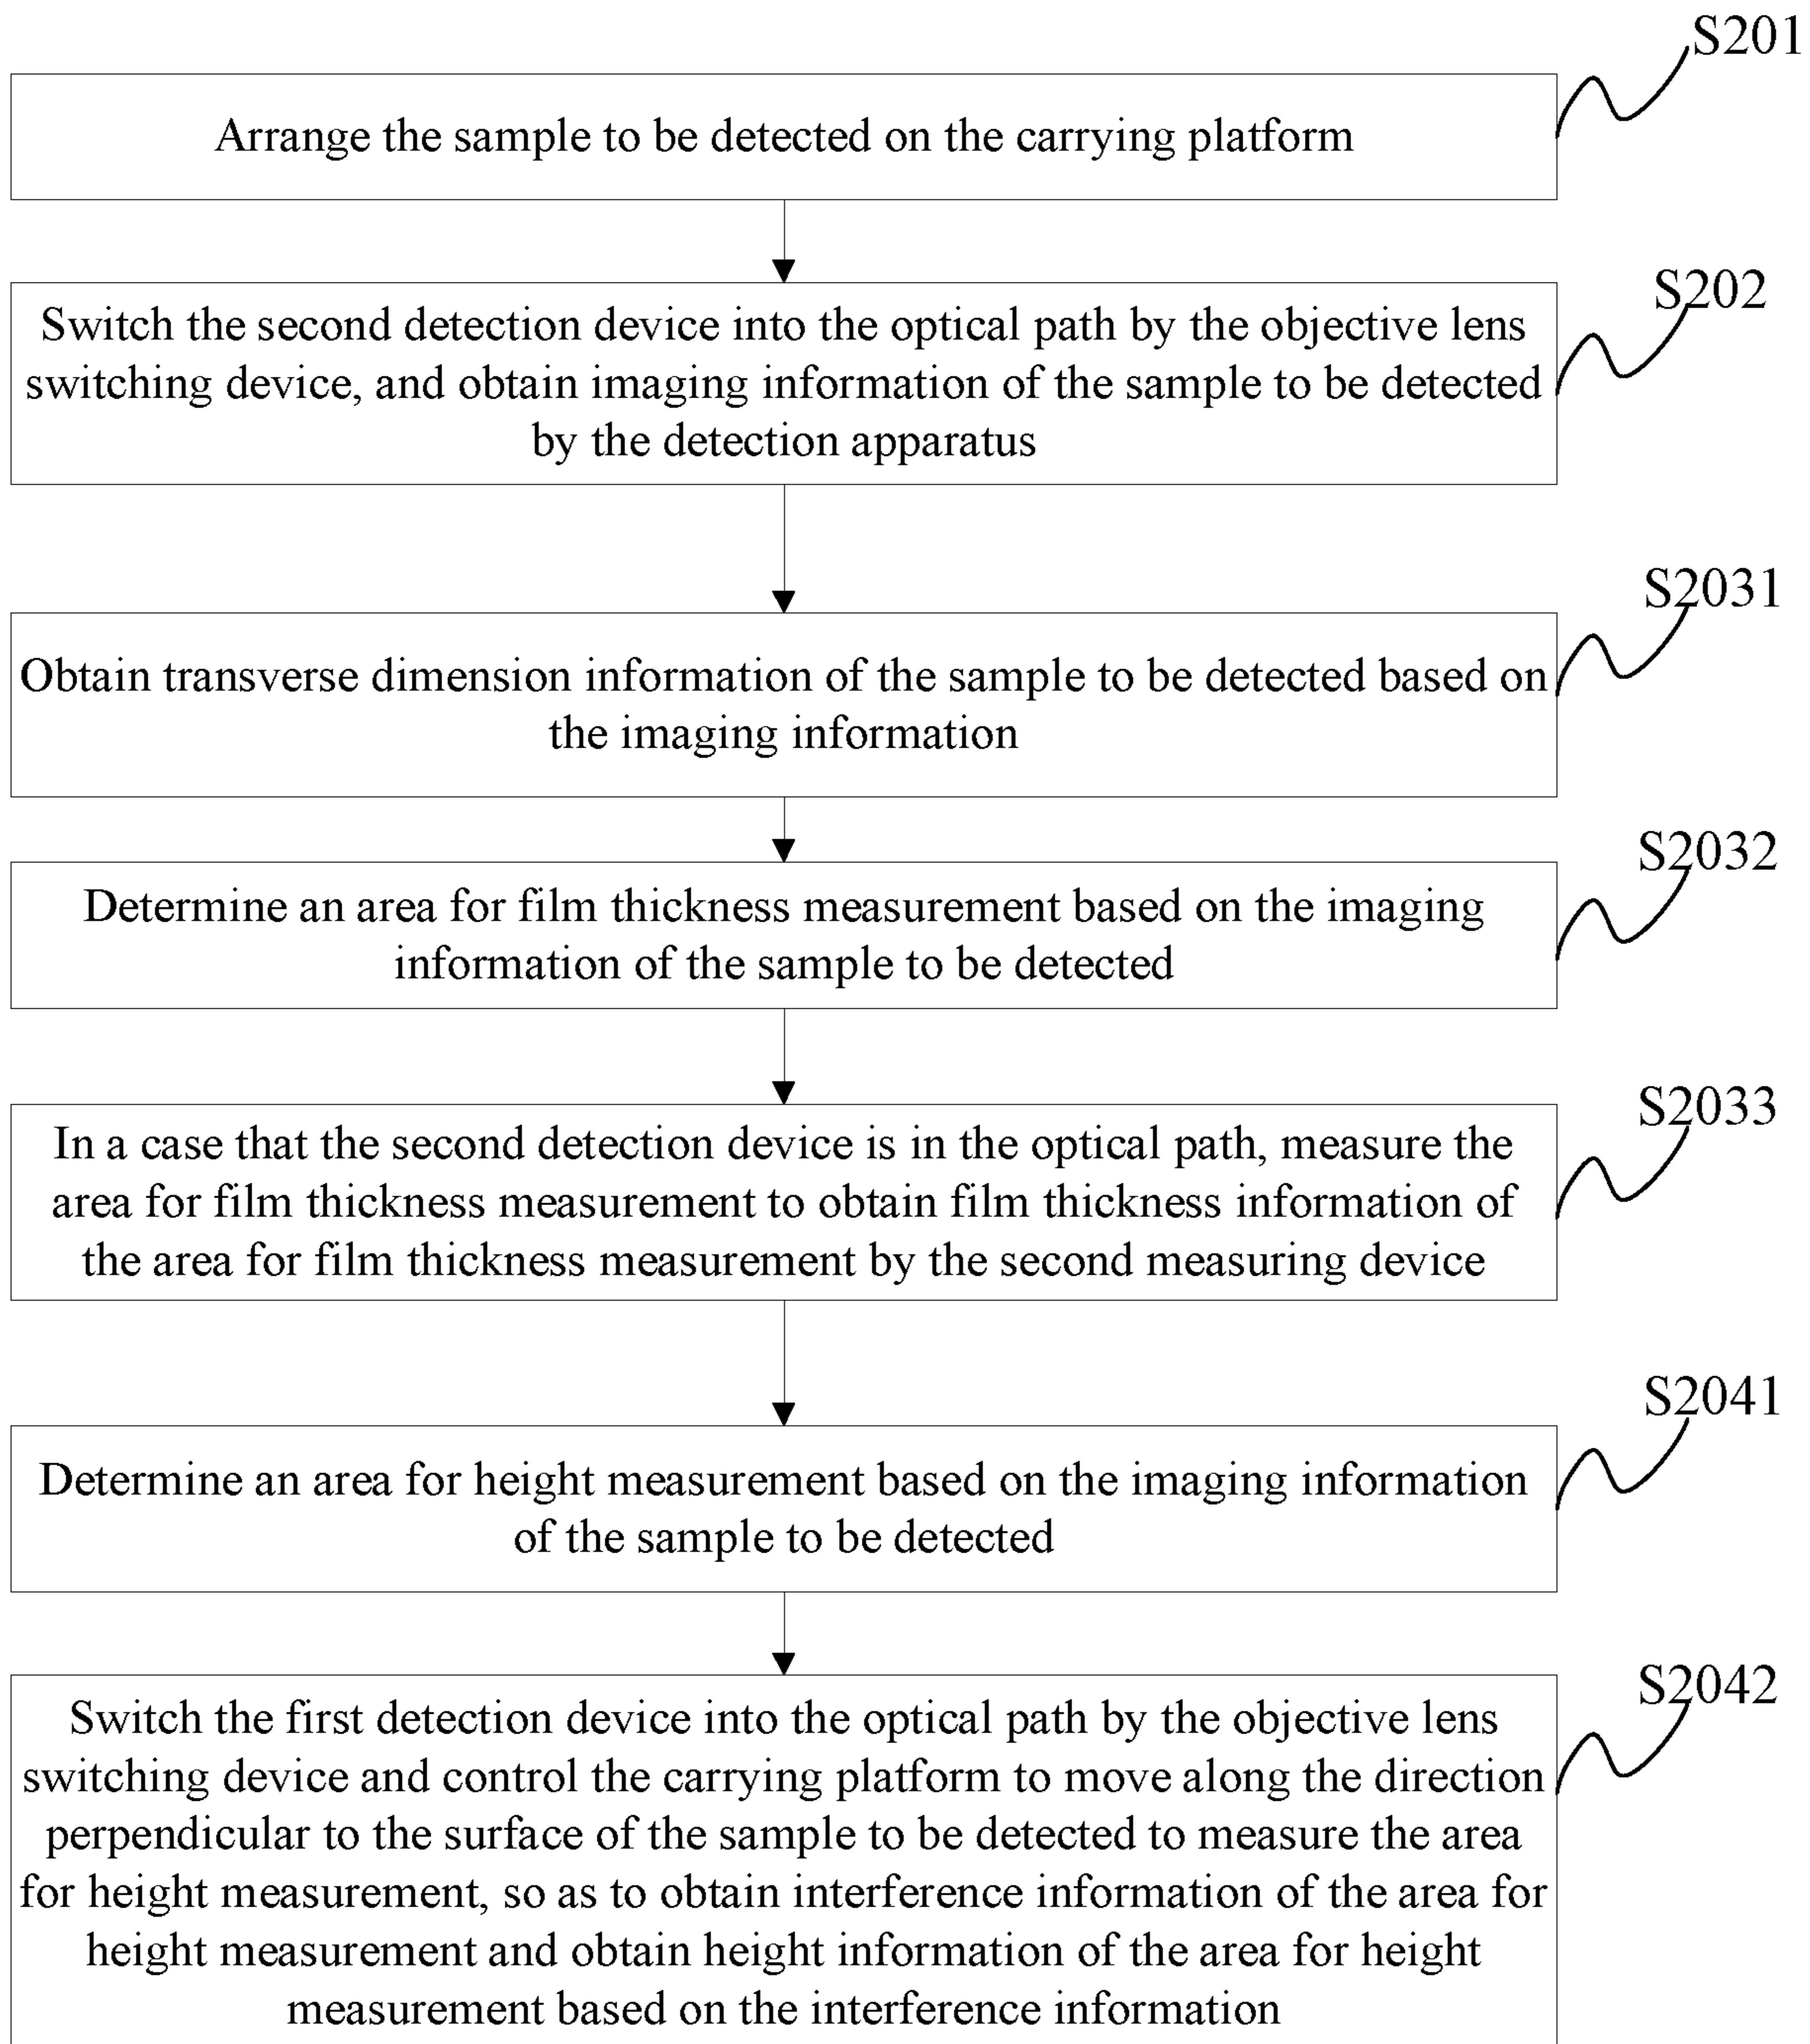 S201
Arrange the sample to be detected on the carrying platform
S202
Switch the second detection device into the optical path by the objective lens
switching device, and obtain imaging information of the sample to be detected
by the detection apparatus
S2031
Obtain transverse dimension information of the sample to be detected based on
the imaging information
S2032
Determine an area for film thickness measurement based on the imaging
information of the sample to be detected
S2033
In a case that the second detection device is in the optical path, measure the
area for film thickness measurement to obtain film thickness information of
the area for film thickness measurement by the second measuring device
S2041
Determine an area for height measurement based on the imaging information
of the sample to be detected
S2042
Switch the first detection device into the optical path by the objective lens
switching device and control the carrying platform to move along the direction
perpendicular to the surface of the sample to be detected to measure the area
for height measurement, so as to obtain interference information of the area for
height measurement and obtain height information of the area for height
measurement based on the interference information